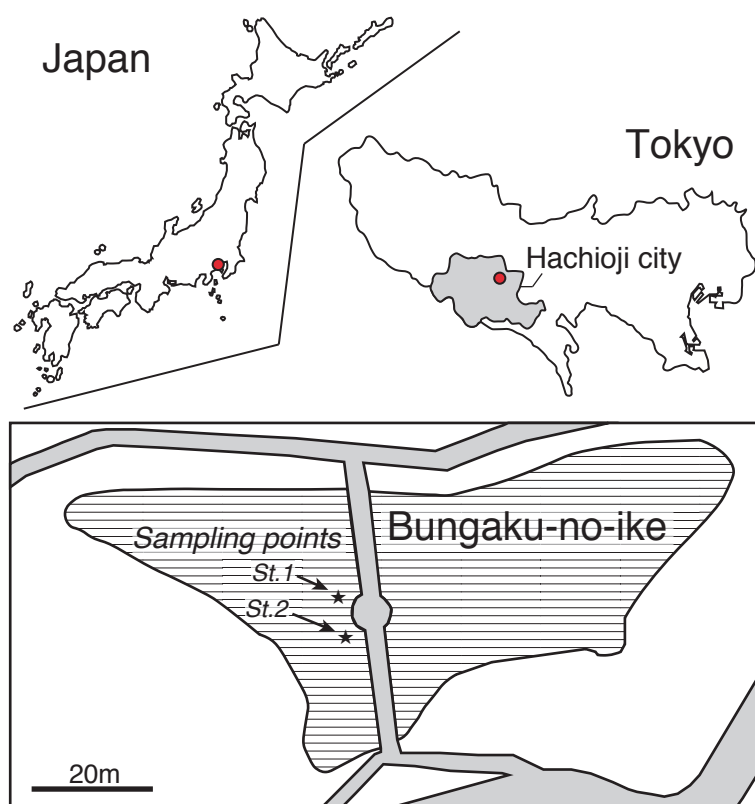 Japan
Tokyo
Hachioji city
Bungaku-no-ike
Sampling points
St.1
St.2
20m